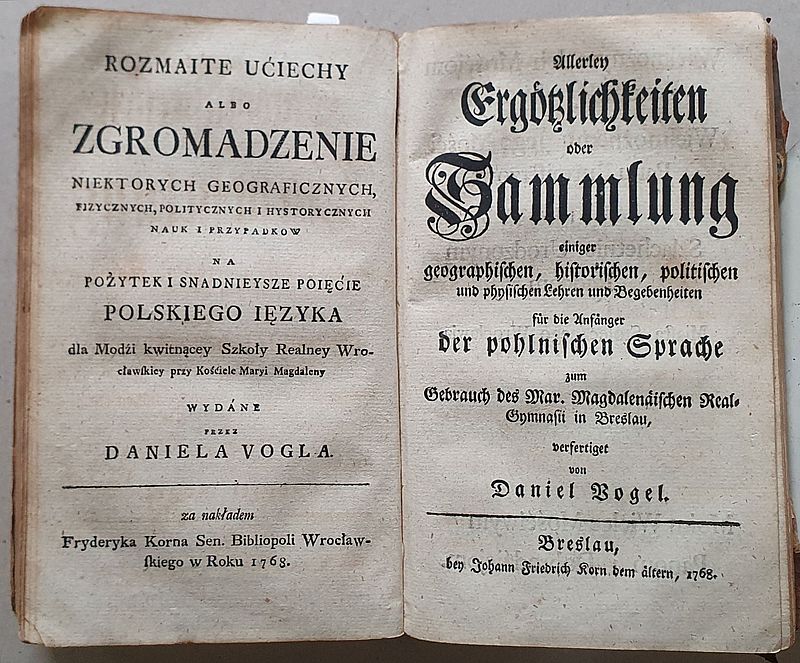 ROZMAITE UĆIECHY
ALBO
ZGROMADZENIE
NIEKTORYCH GEOGRAFICZNYCH,
FIZYCZNYCH, POLITYCZNYCH I HYSTORYCZNYCH
NAUK I PRZYPADKOW
NA
POŻYTEK I SNADNIEYSZE POIĘĆIE
POLSKIEGO IĘZYKA
dla Modźi kwitnącey Szkoły Realney Wro-
cławſkiey przy Kośćiele Maryi Magdaleny
WYDÁNE
PRZEZ
DANIELA VOGLA.
za nakładem
Fryderyka Korna Sen. Bibliopoli Wrocław-
ſkiego w Roku 1768.
Allerley
Ergötzlichkeiten
oder
Sammlung
einiger
geographiſchen, hiſtoriſchen, politiſchen
und phyſiſchen Lehren und Begebenheiten
für die Anfänger
der pohlniſchen Sprache
zum
Gebrauch des Mar. Magdalenäiſchen Real-
Gymnaſii in Breslau,
verfertiget
von
Daniel Vogel.
Breslau,
bey Johann Friedrich Korn dem ältern, 1768.